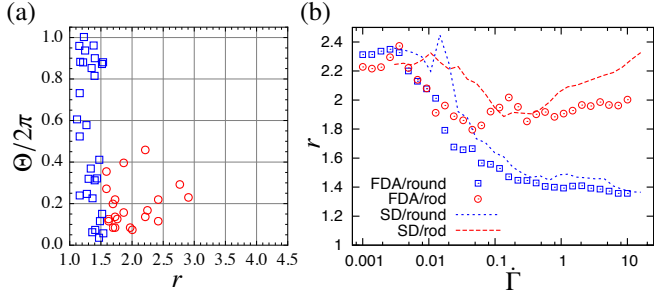 (a)
1.0
0.8
0.6
0.4
0.2
0.0
Θ/2π
1.0 1.5 2.0 2.5 3.0 3.5 4.0 4.5
r
(b)
2.4
2.2
2
1.8
1.6
1.4
1.2
1
r
FDA/round
FDA/rod
SD/round
SD/rod
0.001 0.01 0.1 1 10
Γ̇